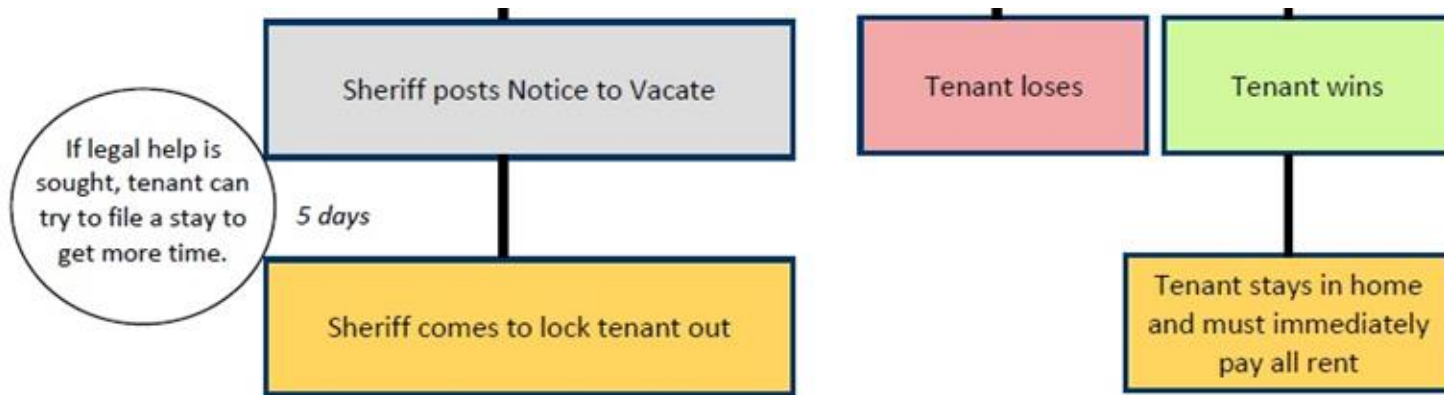 Sheriff posts Notice to Vacate
Tenant loses
Tenant wins
If legal help is
sought, tenant can
try to file a stay to
get more time.
5 days
Sheriff comes to lock tenant out
Tenant stays in home
and must immediately
pay all rent